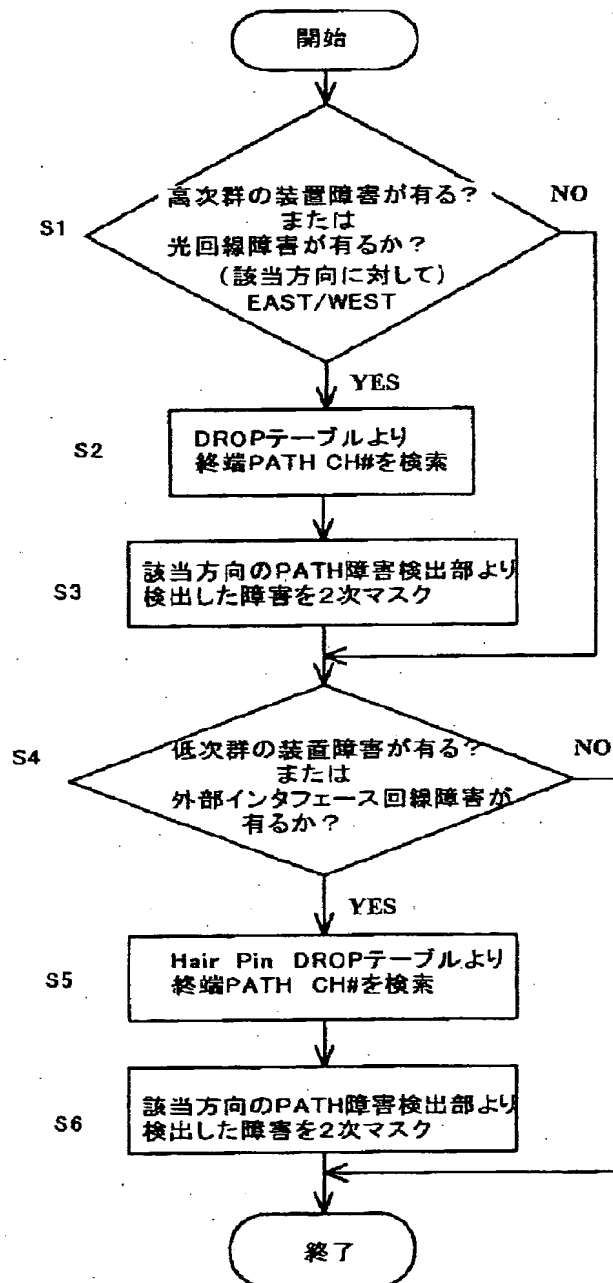 開始
S1
高次群の装置障害が有る?
または
光回線障害が有るか?
(該当方向に対して)
EAST/WEST
NO
YES
S2
DROPテーブルより
終端PATH CH#を検索
S3
該当方向のPATH障害検出部より
検出した障害を2次マスク
S4
低次群の装置障害が有る?
または
外部インタフェース回線障害が
有るか?
NO
YES
S5
Hair Pin DROPテーブルより
終端PATH CH#を検索
S6
該当方向のPATH障害検出部より
検出した障害を2次マスク
終了